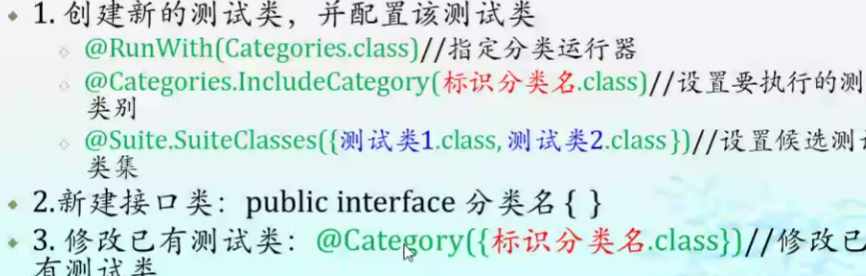 1. 创建新的测试类，并配置该测试类
@RunWith(Categories.class)//指定分类运行器
@Categories.IncludeCategory(标识分类名.class)//设置要执行的测
类别
@Suite.SuiteClasses({测试类1.class, 测试类2.class})//设置候选测
类集
2.新建接口类：public interface 分类名 { }
3. 修改已有测试类：@Category({标识分类名.class})//修改已
有测试类